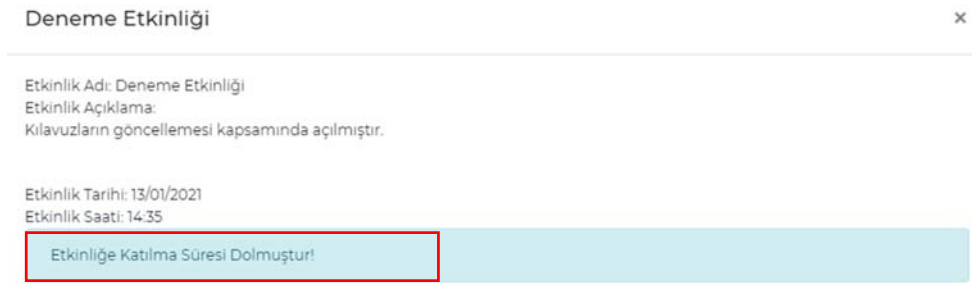 Deneme Etkinliği
×
Etkinlik Adı: Deneme Etkinliği
Etkinlik Açıklama:
Kılavuzların göncellemesi kapsamında açılmıştır.
Etkinlik Tarihi: 13/01/2021
Etkinlik Saati: 14:35
Etkinliğe Katılma Süresi Dolmuştur!